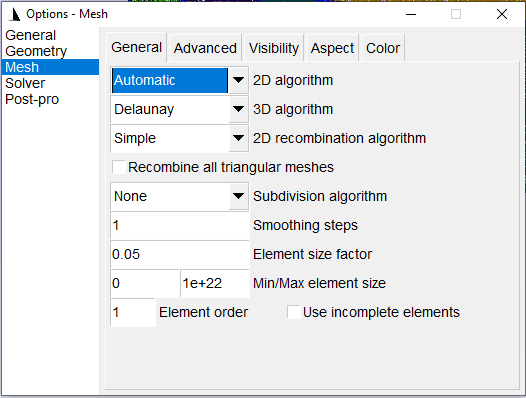 Options - Mesh
General
Geometry
Mesh
Solver
Post-pro
General Advanced Visibility Aspect Color
Automatic 2D algorithm
Delaunay 3D algorithm
Simple 2D recombination algorithm
Recombine all triangular meshes
None Subdivision algorithm
1 Smoothing steps
0.05 Element size factor
0 1e+22 Min/Max element size
1 Element order Use incomplete elements